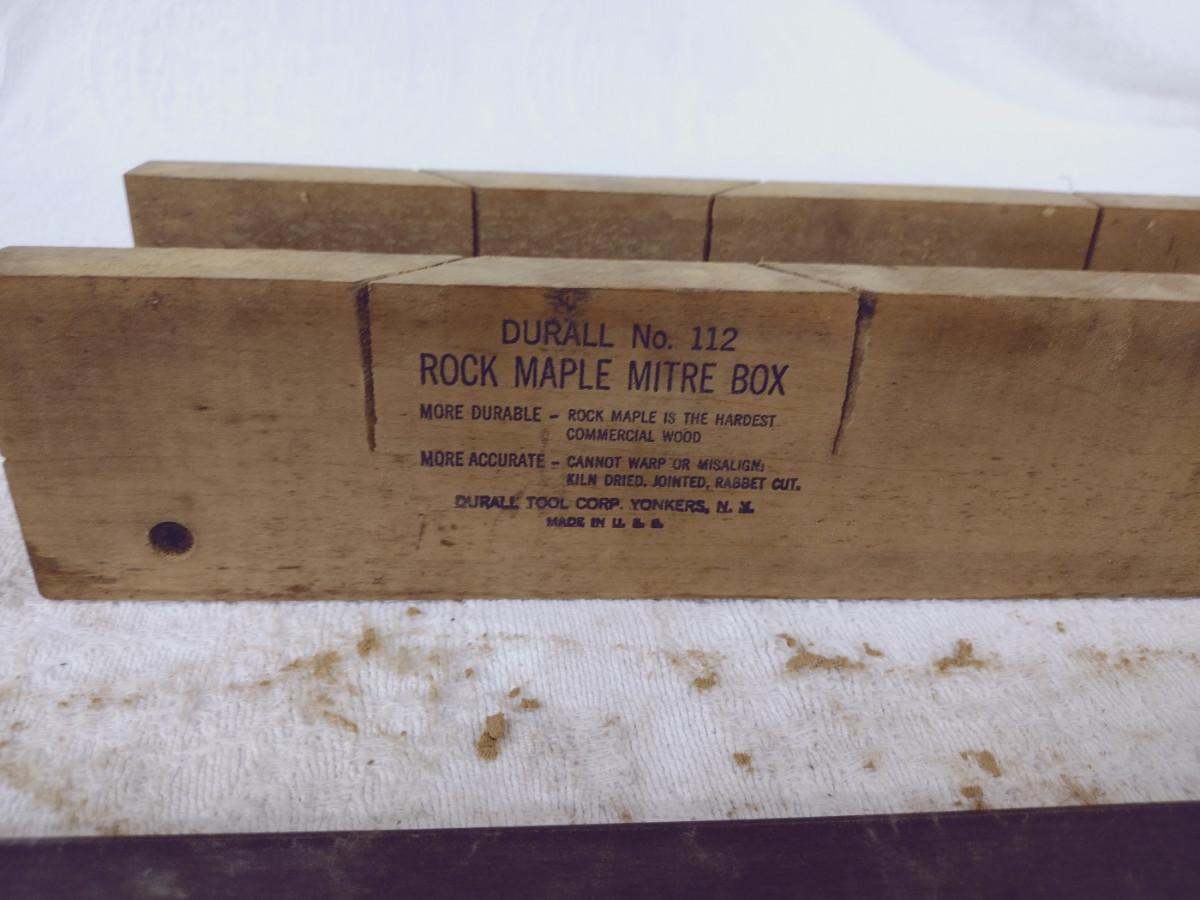 DURALL No. 112
ROCK MAPLE MITRE BOX
MORE DURABLE - ROCK MAPLE IS THE HARDEST
COMMERCIAL WOOD
MORE ACCURATE - CANNOT WARP OR MISALIGN;
KILN DRIED, JOINTED, RABBET CUT.
DURALL TOOL CORP. YONKERS, N. Y.
MADE IN U. S. A.